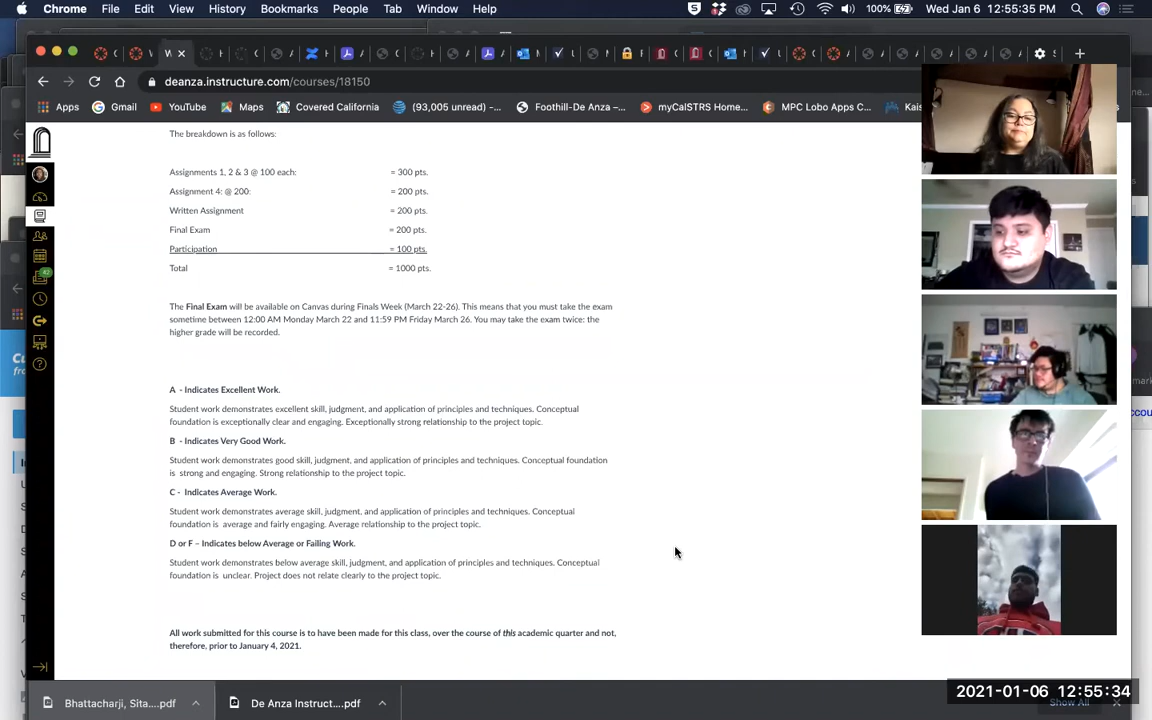 Chrome File Edit View History Bookmarks People Tab Window Help
100% Wed Jan 6 12:55:35 PM
deanza.instructure.com/courses/18150
Apps Gmail YouTube Maps Covered California (93,005 unread) -... Foothill-De Anza –... myCalSTRS Home... MPC Lobo Apps C... Kais
The breakdown is as follows:
Assignments 1, 2 & 3 @ 100 each: = 300 pts.
Assignment 4: @ 200: = 200 pts.
Written Assignment = 200 pts.
Final Exam = 200 pts.
Participation = 100 pts.
Total = 1000 pts.
The Final Exam will be available on Canvas during Finals Week (March 22-26). This means that you must take the exam
sometime between 12:00 AM Monday March 22 and 11:59 PM Friday March 26. You may take the exam twice: the
higher grade will be recorded.
A - Indicates Excellent Work.
Student work demonstrates excellent skill, judgment, and application of principles and techniques. Conceptual
foundation is exceptionally clear and engaging. Exceptionally strong relationship to the project topic.
B - Indicates Very Good Work.
Student work demonstrates good skill, judgment, and application of principles and techniques. Conceptual foundation
is strong and engaging. Strong relationship to the project topic.
C - Indicates Average Work.
Student work demonstrates average skill, judgment, and application of principles and techniques. Conceptual
foundation is average and fairly engaging. Average relationship to the project topic.
D or F – Indicates below Average or Failing Work.
Student work demonstrates below average skill, judgment, and application of principles and techniques. Conceptual
foundation is unclear. Project does not relate clearly to the project topic.
All work submitted for this course is to have been made for this class, over the course of this academic quarter and not,
therefore, prior to January 4, 2021.
Bhattacharji, Sita....pdf De Anza Instruct....pdf Show All
2021-01-06 12:55:34